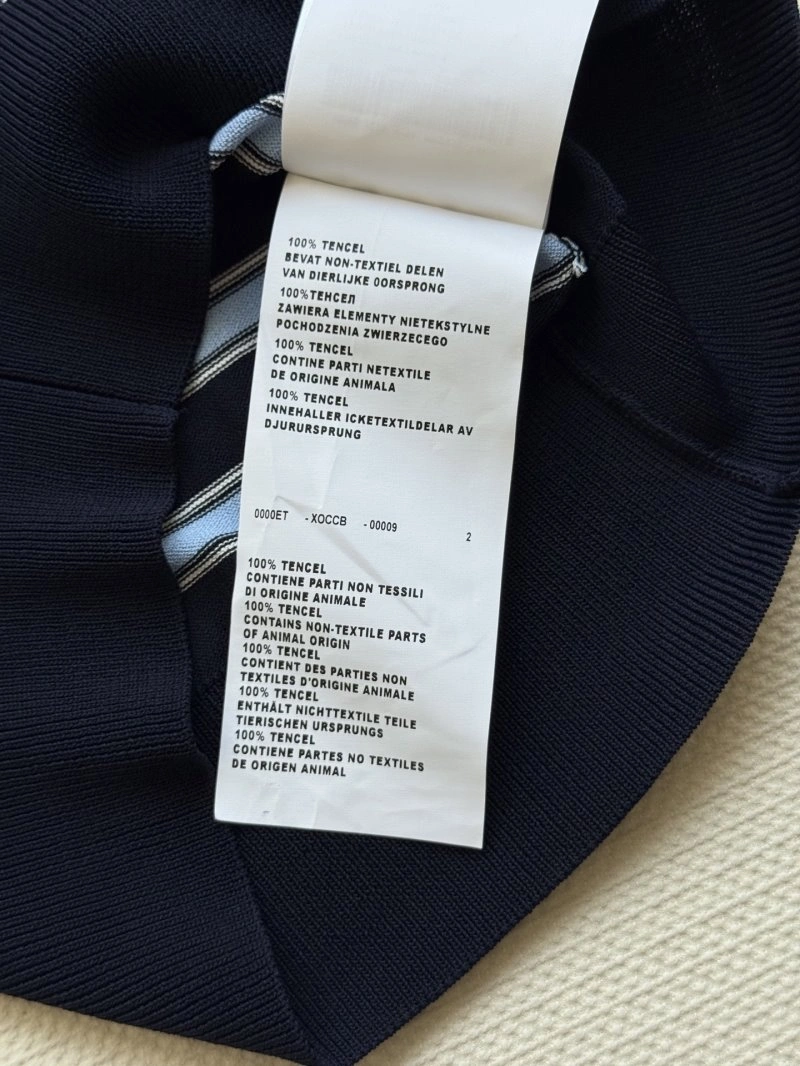 100% TENCEL
BEVAT NON-TEXTIEL DELEN
VAN DIERLIJKE OORSPRONG
100%ТЕНСЕЛ
ZAWIERA ELEMENTY NIETEKSTYLNE
POCHODZENIA ZWIERZECEGO
100% TENCEL
CONTINE PARTI NETEXTILE
DE ORIGINE ANIMALA
100% TENCEL
INNEHALLER ICKETEXTILDELAR AV
DJURURSPRUNG
0000ET - XOCCB - 00009 2
100% TENCEL
CONTIENE PARTI NON TESSILI
DI ORIGINE ANIMALE
100% TENCEL
CONTAINS NON-TEXTILE PARTS
OF ANIMAL ORIGIN
100% TENCEL
CONTIENT DES PARTIES NON
TEXTILES D'ORIGINE ANIMALE
100% TENCEL
ENTHÄLT NICHTTEXTILE TEILE
TIERISCHEN URSPRUNGS
100% TENCEL
CONTIENE PARTES NO TEXTILES
DE ORIGEN ANIMAL